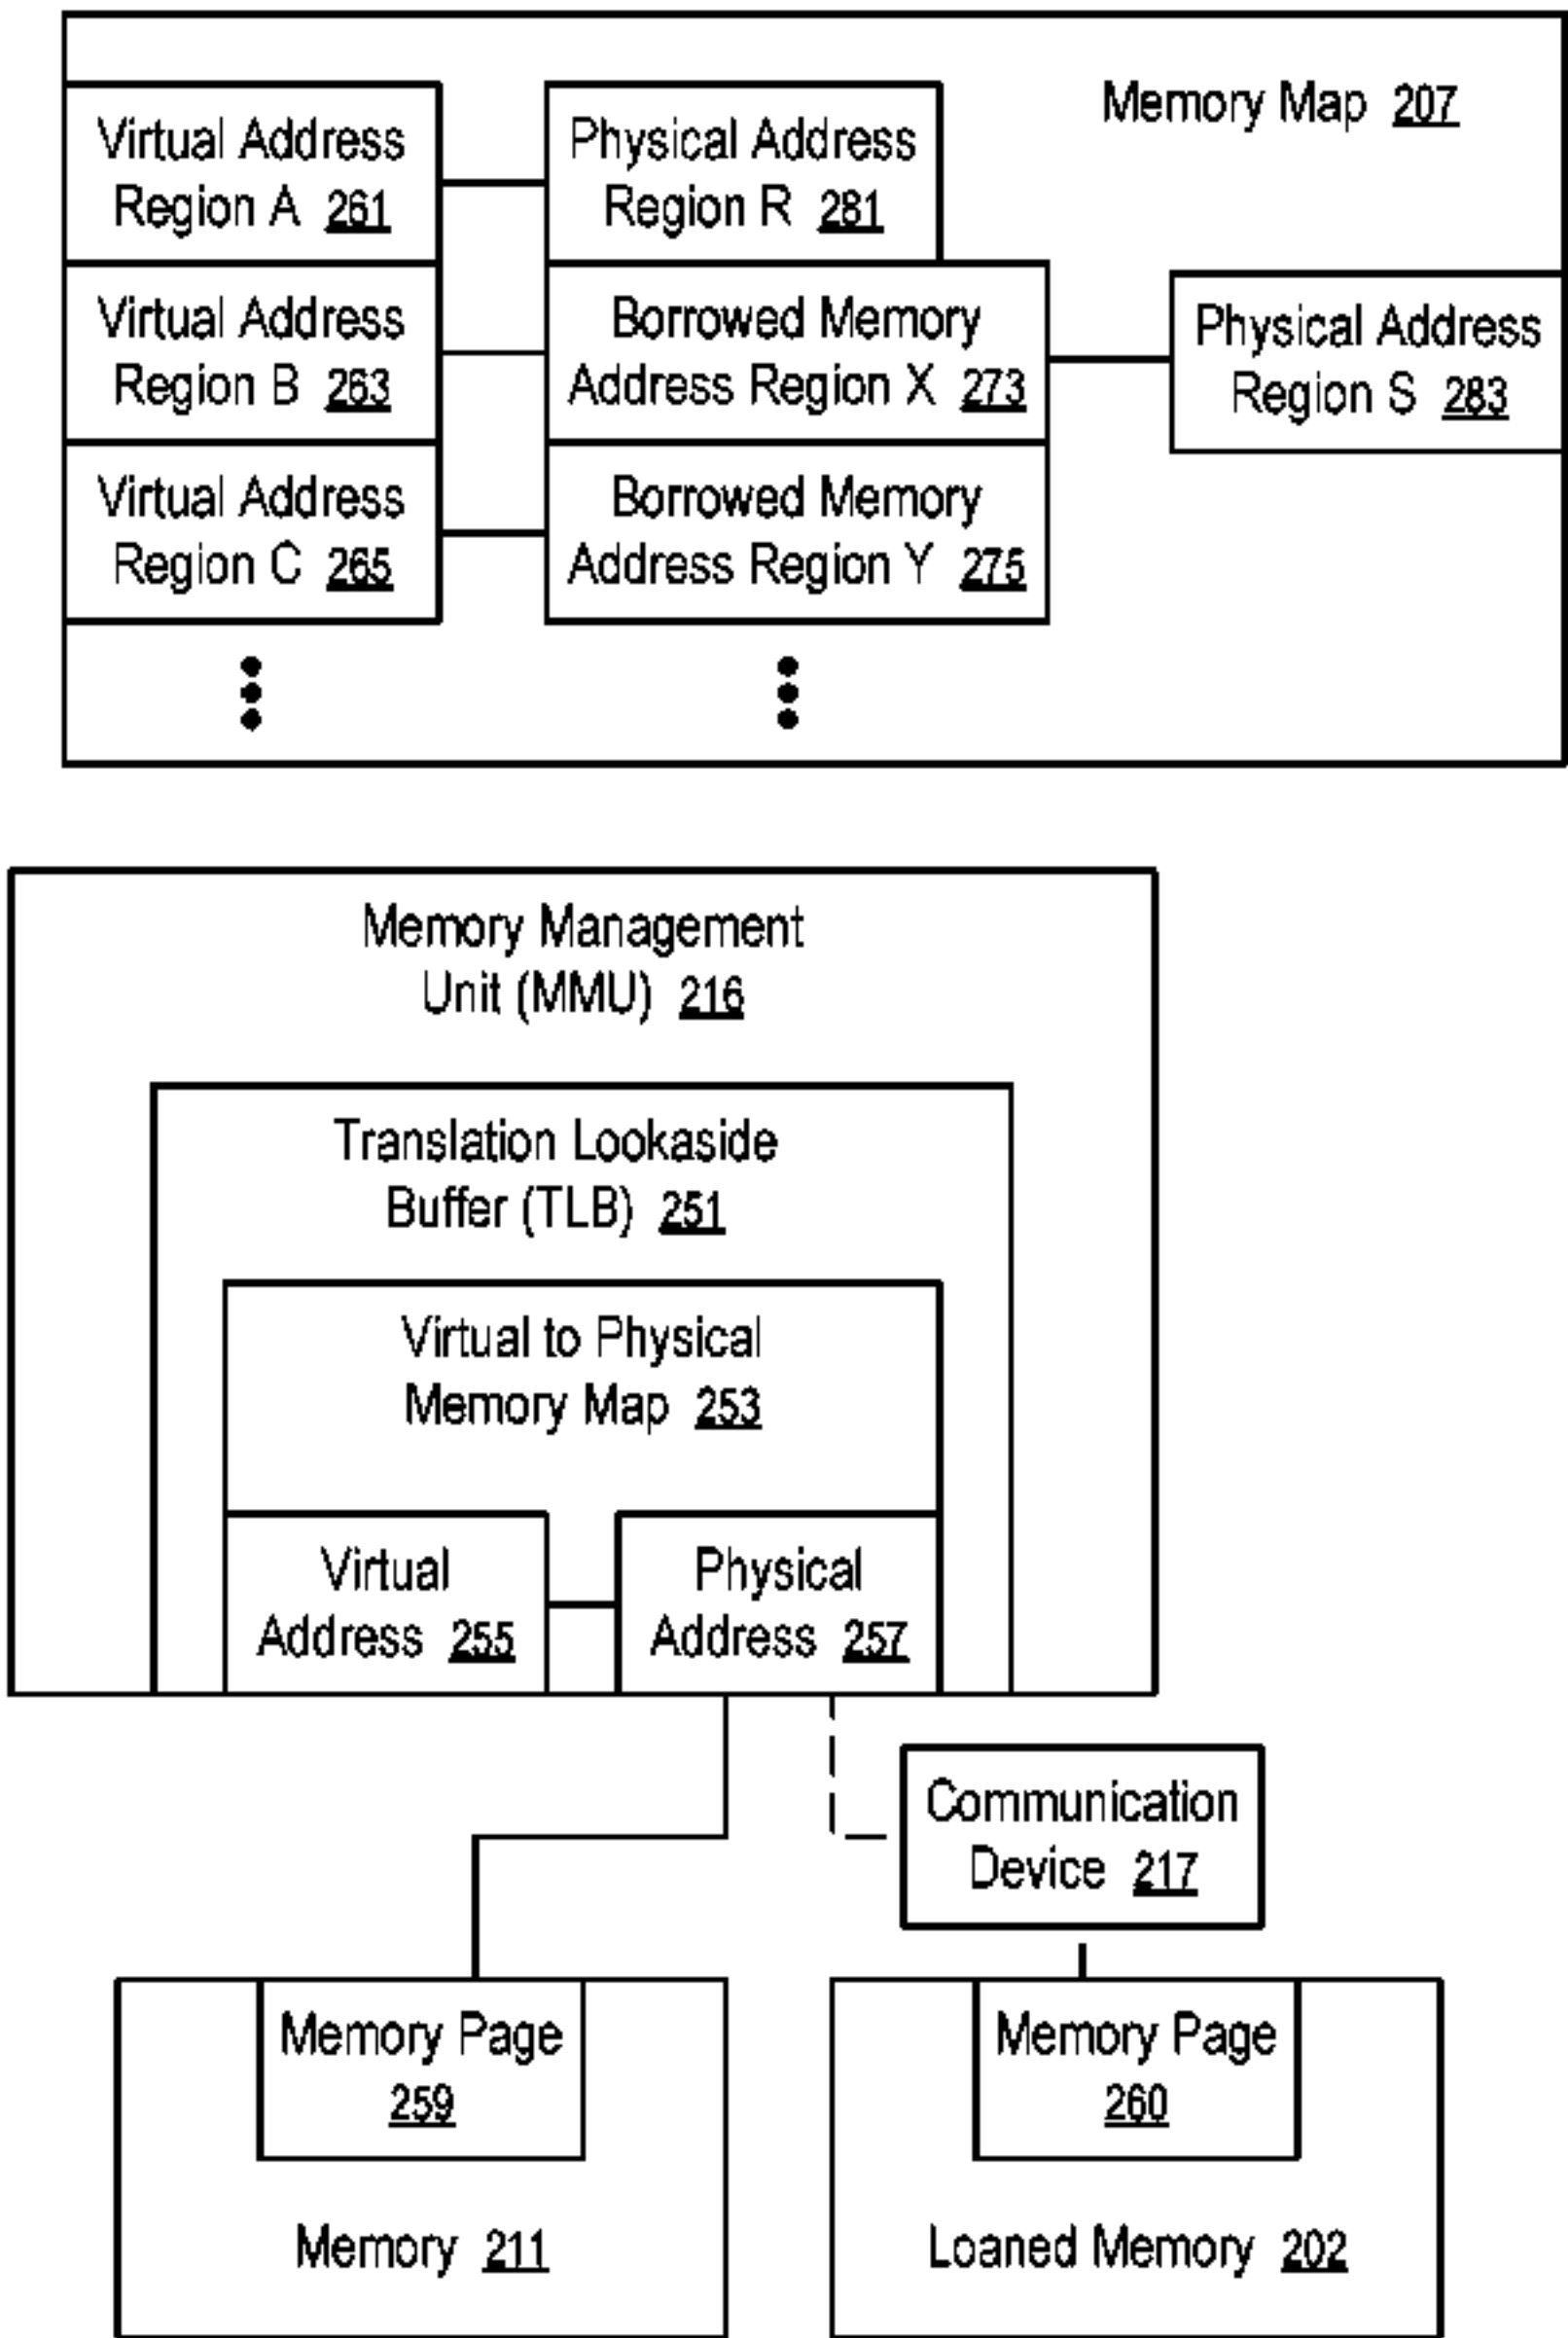 Memory Map 207
Virtual Address
Region A 261
Physical Address
Region R 281
Virtual Address
Region B 263
Borrowed Memory
Address Region X 273
Physical Address
Region S 283
Virtual Address
Region C 265
Borrowed Memory
Address Region Y 275
Memory Management
Unit (MMU) 216
Translation Lookaside
Buffer (TLB) 251
Virtual to Physical
Memory Map 253
Virtual
Address 255
Physical
Address 257
Communication
Device 217
Memory Page
259
Memory 211
Memory Page
260
Loaned Memory 202